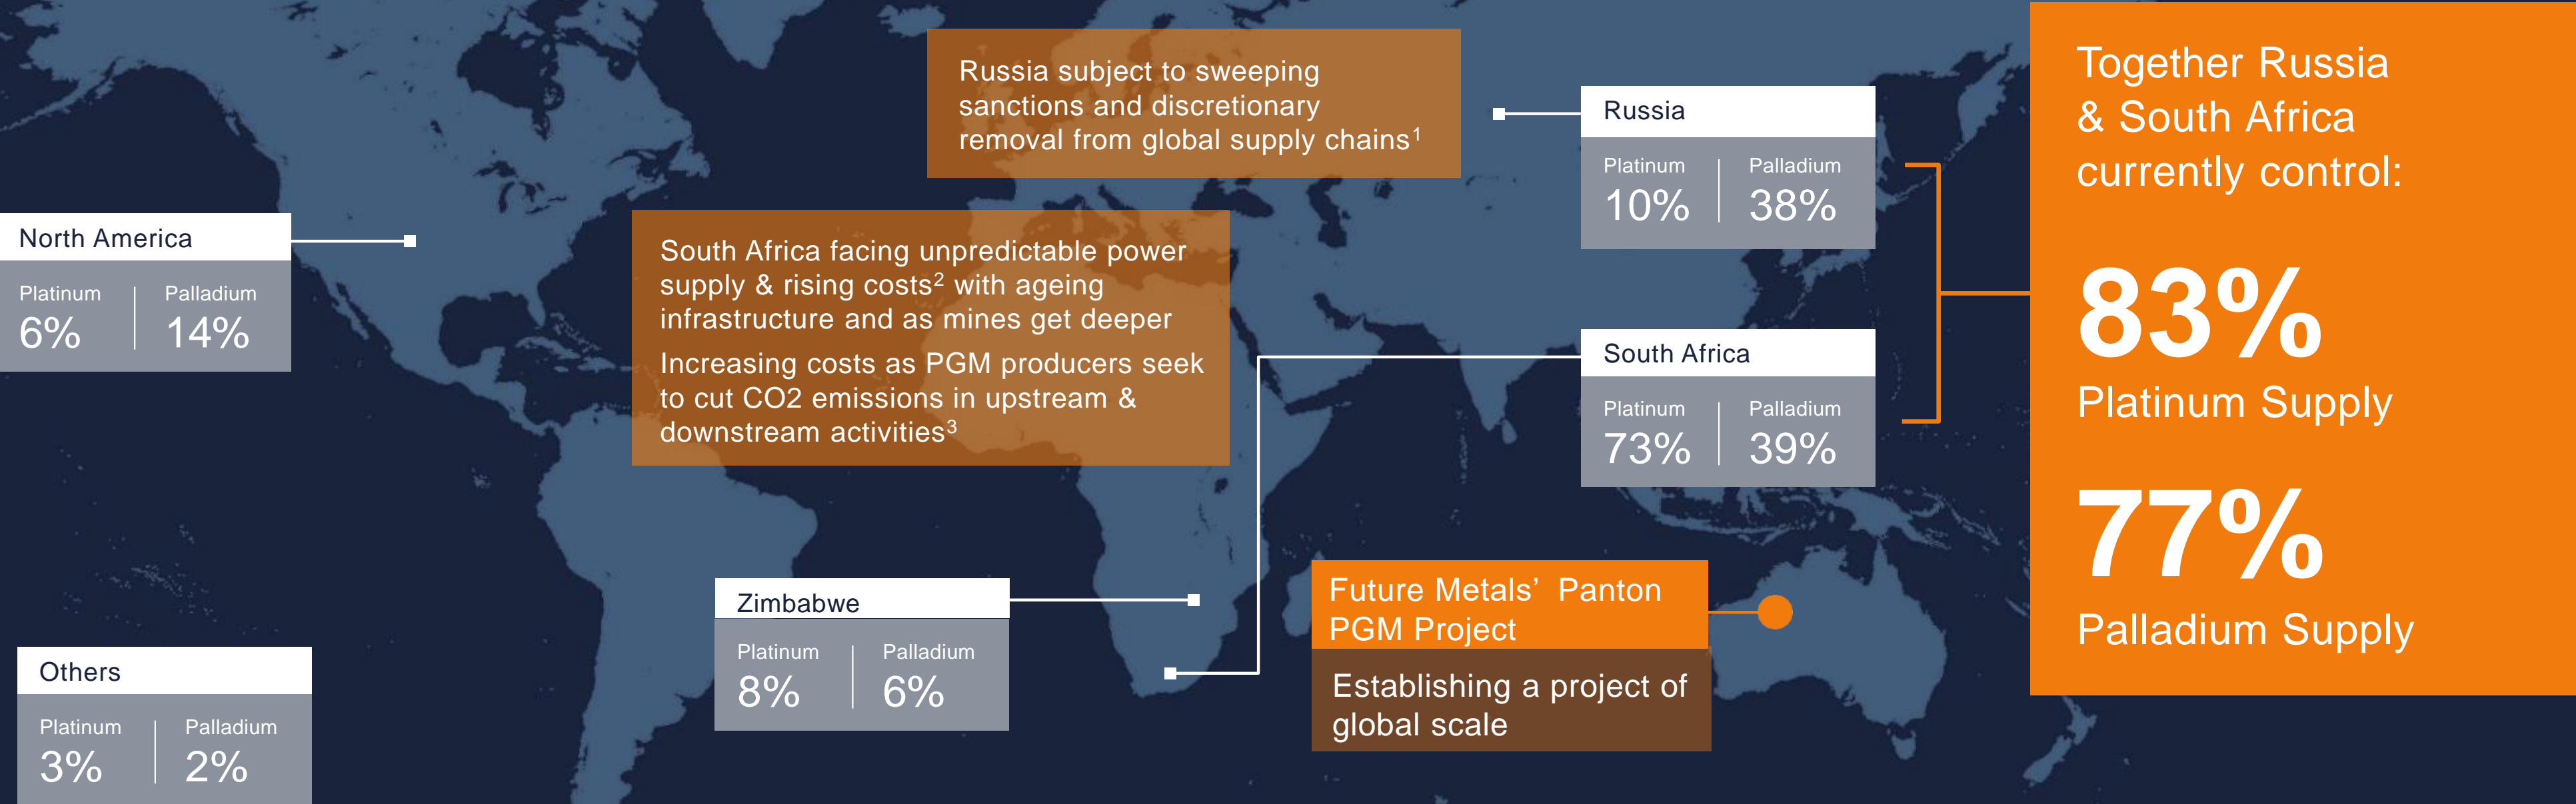 Russia subject to sweeping
sanctions and discretionary
removal from global supply chains¹
Russia
Platinum
Palladium
10%
38%
North America
Platinum
Palladium
6%
14%
South Africa facing unpredictable power
supply & rising costs² with ageing
infrastructure and as mines get deeper
Increasing costs as PGM producers seek
to cut CO2 emissions in upstream &
downstream activities³
South Africa
Platinum
Palladium
73%
39%
Zimbabwe
Platinum
Palladium
8%
6%
Others
Platinum
Palladium
3%
2%
Future Metals’ Panton
PGM Project
Establishing a project of
global scale
Together Russia
& South Africa
currently control:
83%
Platinum Supply
77%
Palladium Supply